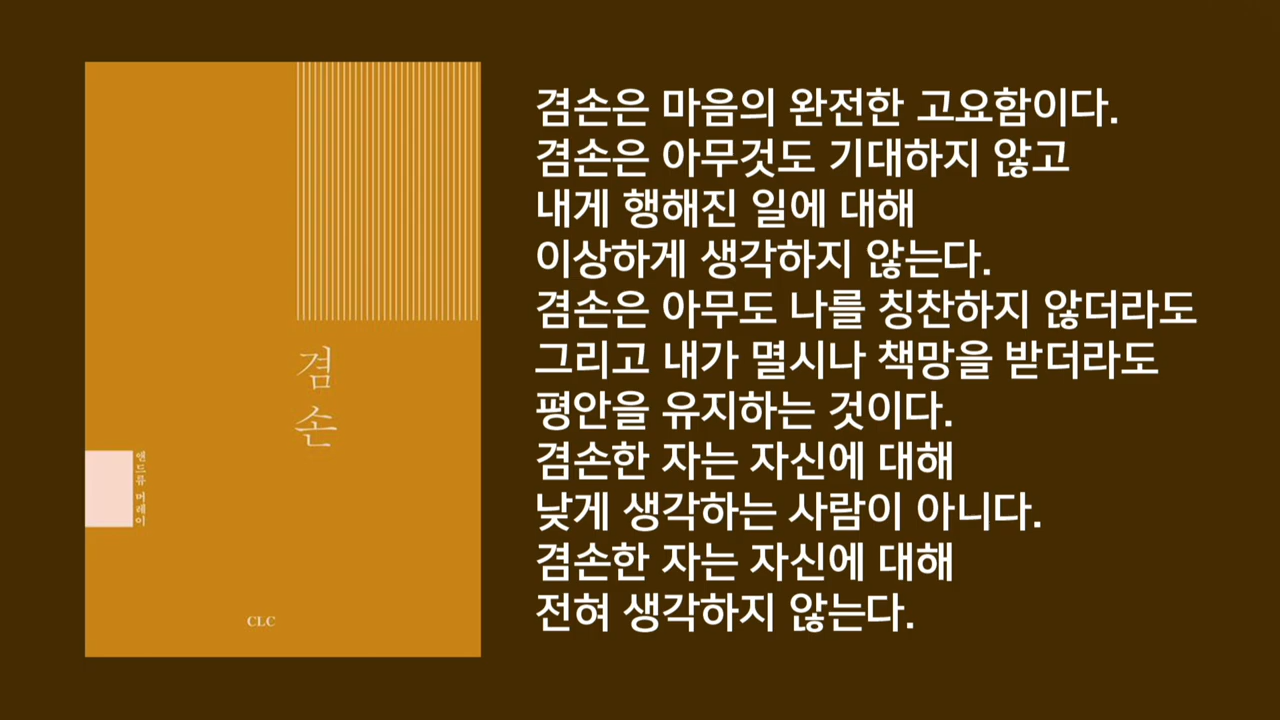 겸손
앤드류 머레이
CLC
겸손은 마음의 완전한 고요함이다.
겸손은 아무것도 기대하지 않고
내게 행해진 일에 대해
이상하게 생각하지 않는다.
겸손은 아무도 나를 칭찬하지 않더라도
그리고 내가 멸시나 책망을 받더라도
평안을 유지하는 것이다.
겸손한 자는 자신에 대해
낮게 생각하는 사람이 아니다.
겸손한 자는 자신에 대해
전혀 생각하지 않는다.